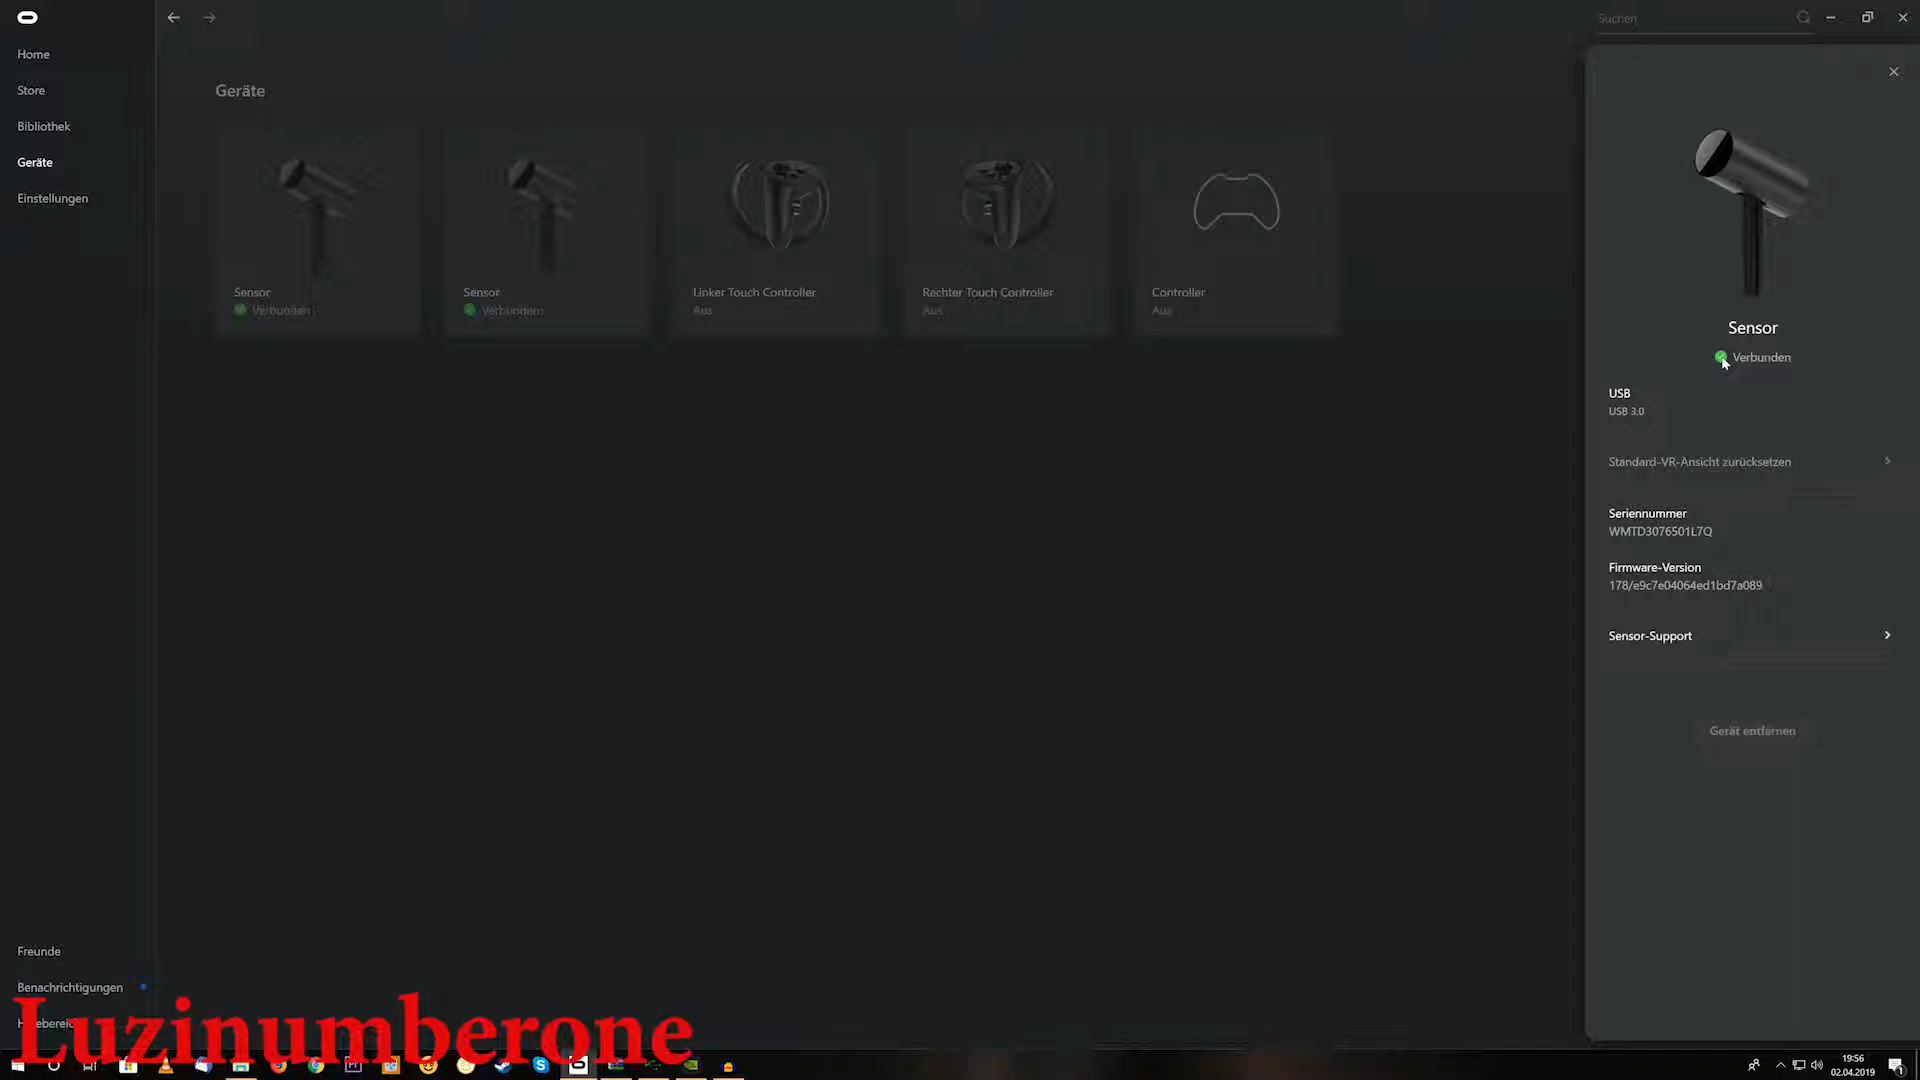 Suchen
Home
Store
Bibliothek
Geräte
Einstellungen
Geräte
Sensor
Verbunden
Sensor
Verbunden
Linker Touch Controller
Aus
Rechter Touch Controller
Aus
Controller
Aus
Sensor
Verbunden
USB
USB 3.0
Standard-VR-Ansicht zurücksetzen
Seriennummer
WMTD3076501L7Q
Firmware-Version
178/e9c7e04064ed1bd7a089
Sensor-Support
Gerät entfernen
Freunde
Benachrichtigungen
Luzinumberone
19:56
02.04.2019